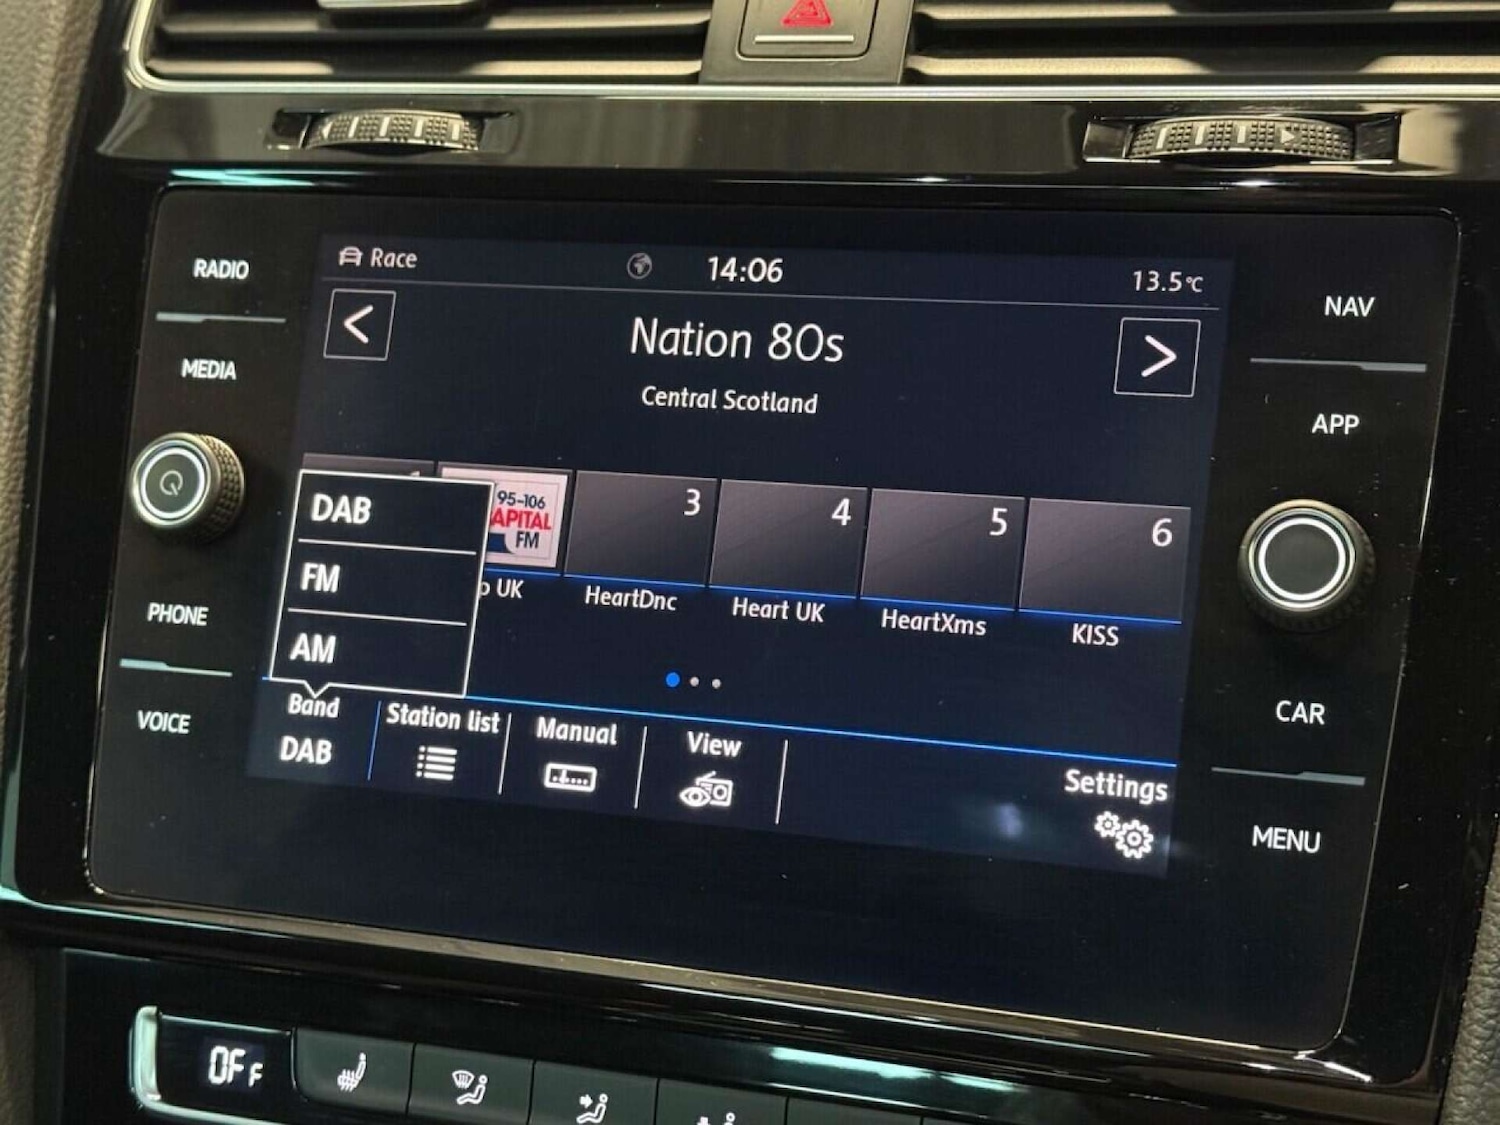 RADIO
MEDIA
PHONE
VOICE
Race
14:06
13.5°C
<
Nation 80s
>
Central Scotland
DAB
FM
AM
95-106
APITAL
FM
3
4
5
6
UK
HeartDnc
Heart UK
HeartXms
KISS
Band
DAB
Station list
Manual
View
Settings
NAV
APP
CAR
MENU
OFF